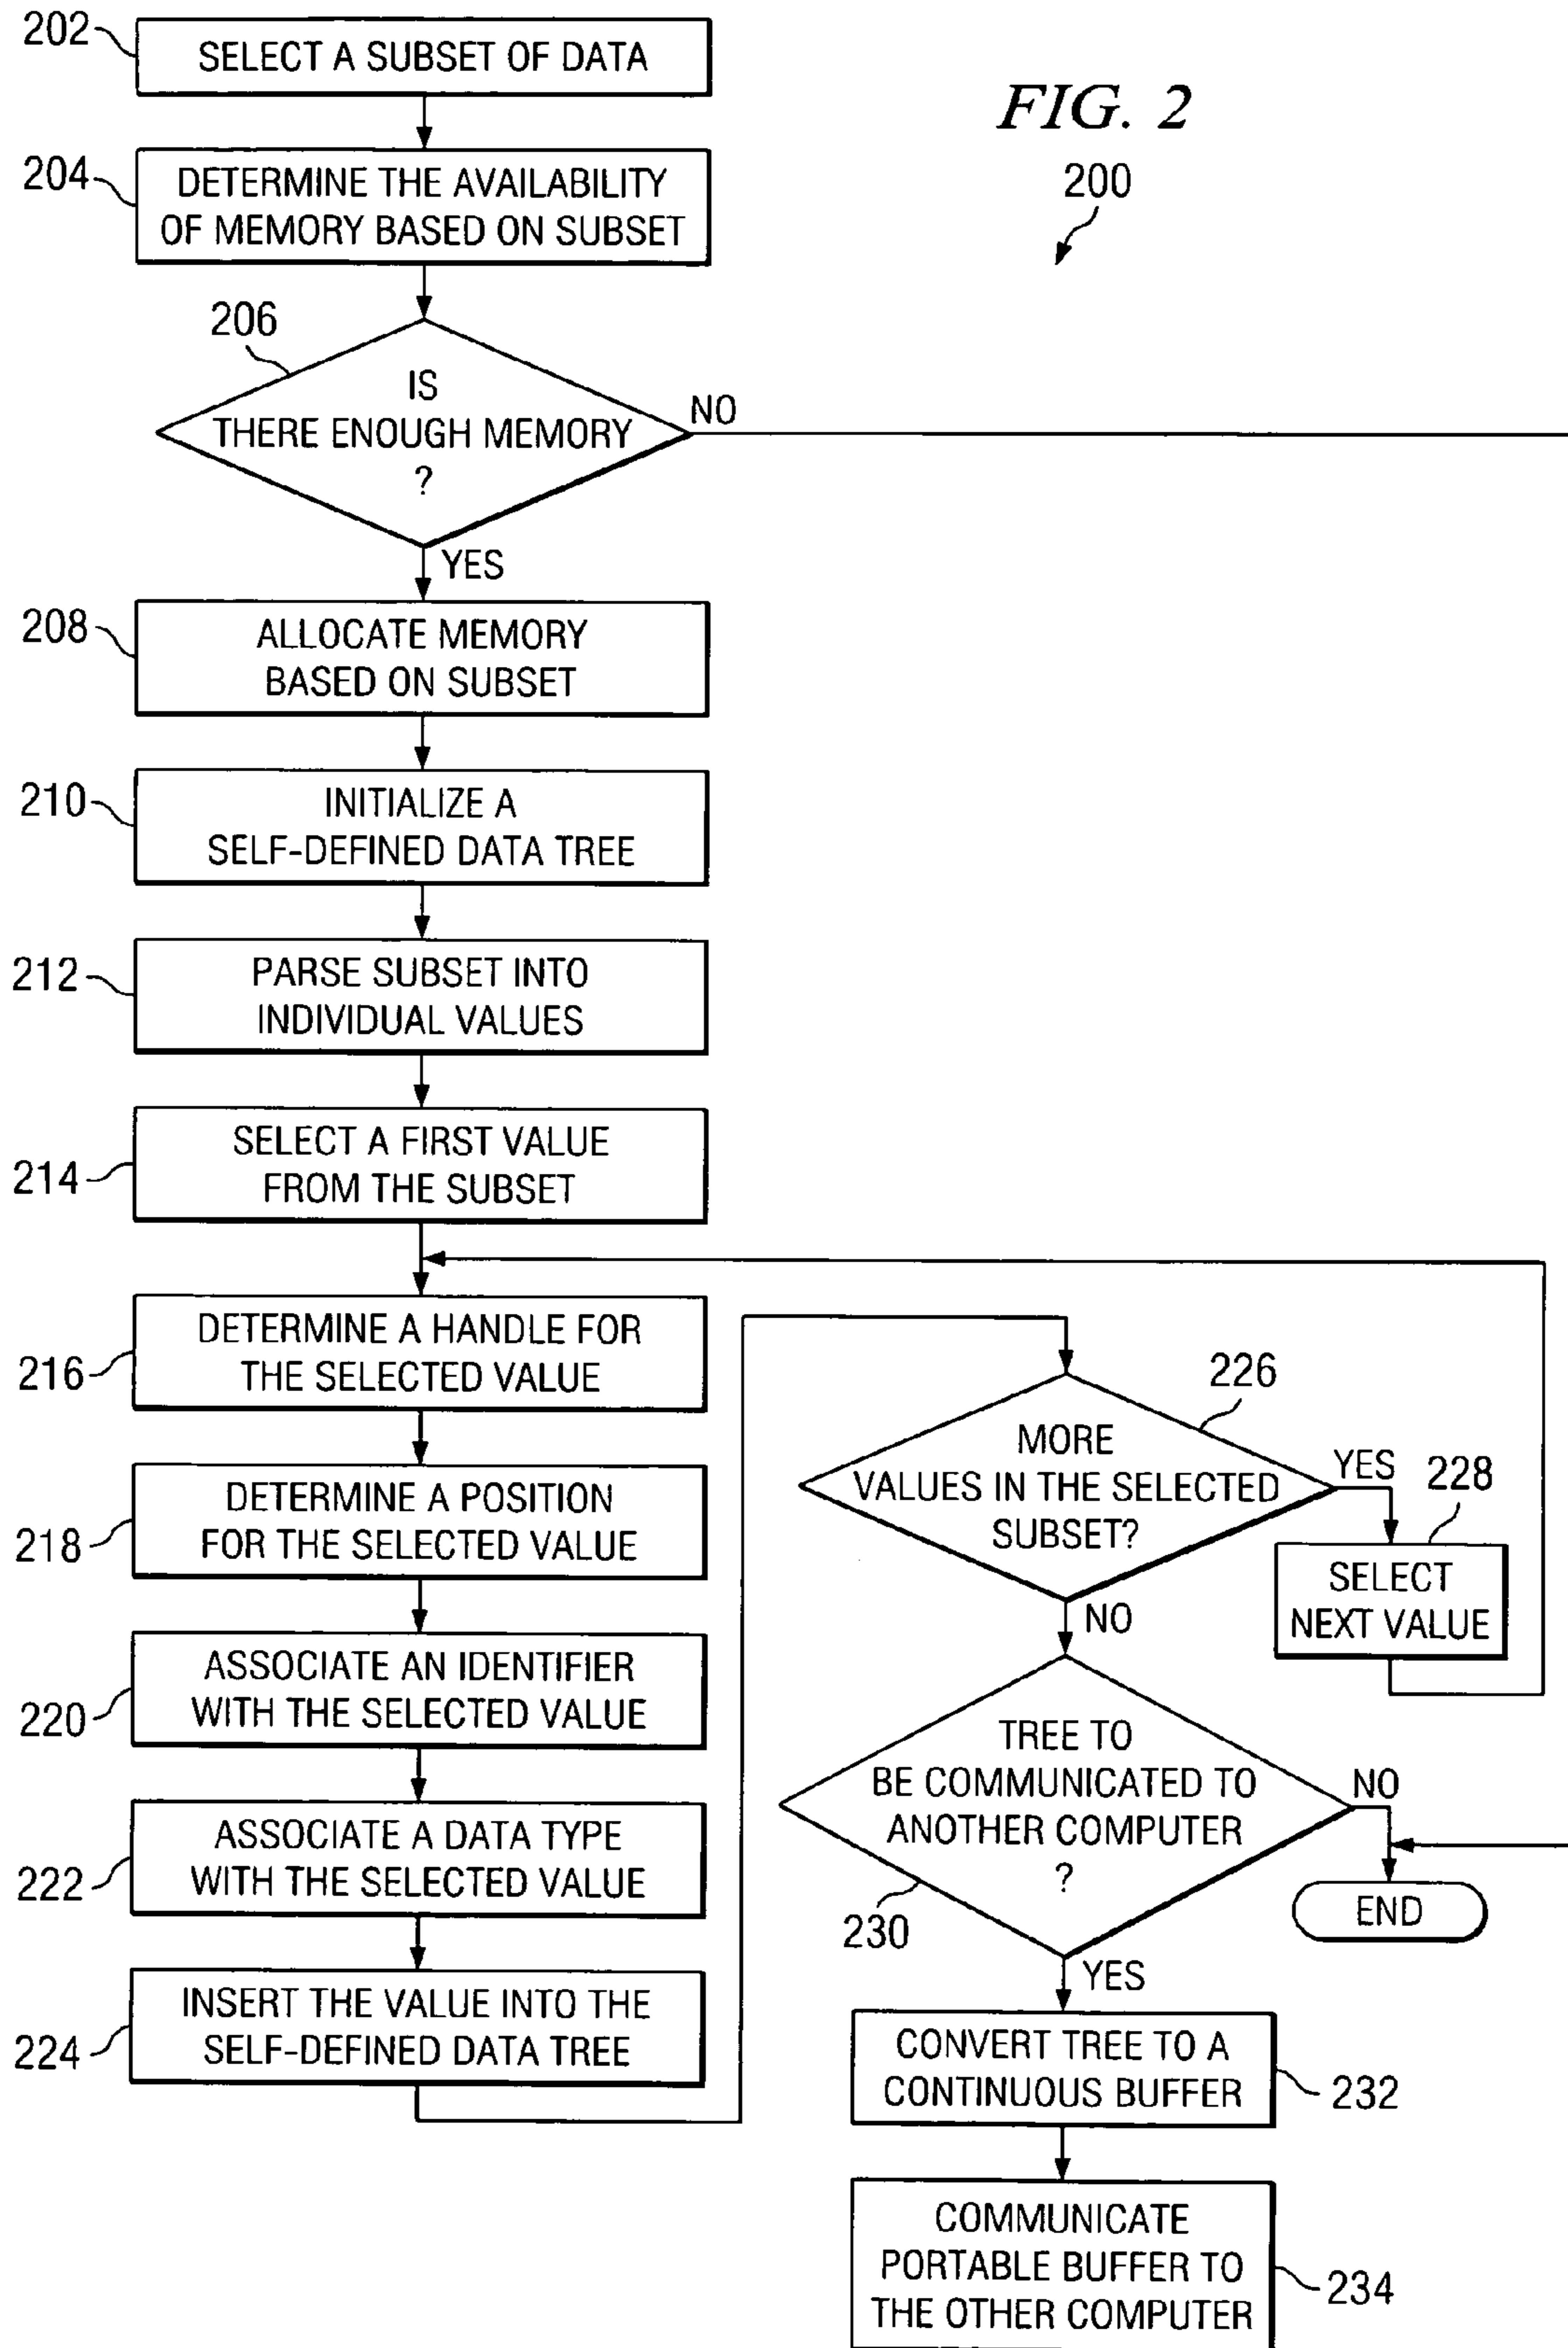 FIG. 2
200
202
SELECT A SUBSET OF DATA
204
DETERMINE THE AVAILABILITY
OF MEMORY BASED ON SUBSET
206
IS
THERE ENOUGH MEMORY
?
NO
YES
208
ALLOCATE MEMORY
BASED ON SUBSET
210
INITIALIZE A
SELF-DEFINED DATA TREE
212
PARSE SUBSET INTO
INDIVIDUAL VALUES
214
SELECT A FIRST VALUE
FROM THE SUBSET
216
DETERMINE A HANDLE FOR
THE SELECTED VALUE
218
DETERMINE A POSITION
FOR THE SELECTED VALUE
220
ASSOCIATE AN IDENTIFIER
WITH THE SELECTED VALUE
222
ASSOCIATE A DATA TYPE
WITH THE SELECTED VALUE
224
INSERT THE VALUE INTO THE
SELF-DEFINED DATA TREE
226
MORE
VALUES IN THE SELECTED
SUBSET?
YES
228
SELECT
NEXT VALUE
NO
TREE TO
BE COMMUNICATED TO
ANOTHER COMPUTER
?
230
NO
END
YES
CONVERT TREE TO A
CONTINUOUS BUFFER
232
COMMUNICATE
PORTABLE BUFFER TO
THE OTHER COMPUTER
234